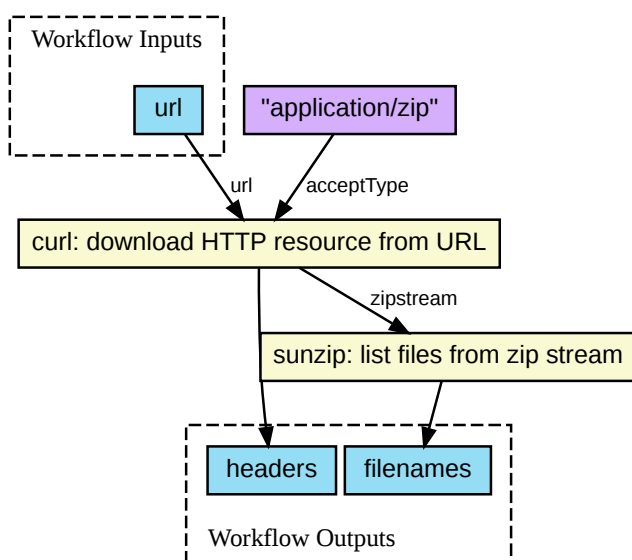 Workflow Inputs
url
"application/zip"
url
acceptType
curl: download HTTP resource from URL
zipstream
sunzip: list files from zip stream
headers
filenames
Workflow Outputs